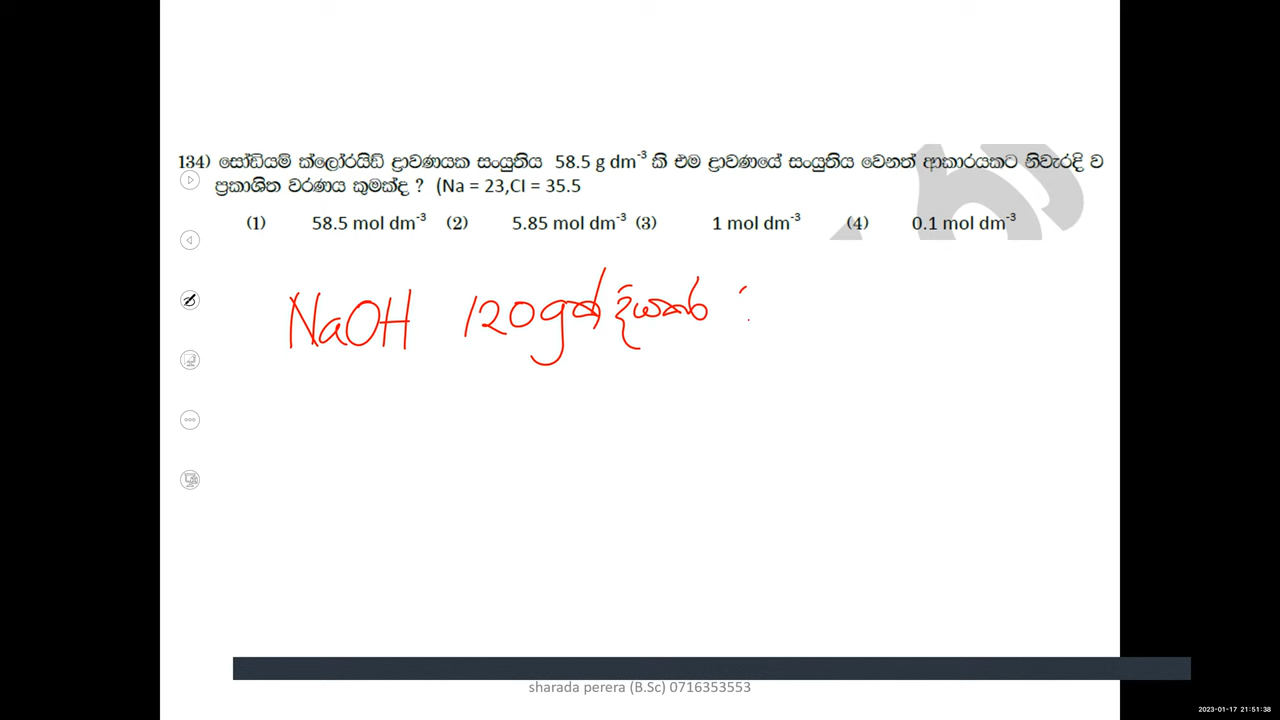 134) සෝඩියම් ක්ලෝරයිඩ් ද්‍රාවණයක සංයුතිය 58.5 g dm-3 කි එම ද්‍රාවණයේ සංයුතිය වෙනත් ආකාරයකට නිවැරදි ව
ප්‍රකාශිත වරණය කුමක්ද ? (Na = 23,Cl = 35.5
(1) 58.5 mol dm-3 (2) 5.85 mol dm-3 (3) 1 mol dm-3 (4) 0.1 mol dm-3
NaOH 120gක් දියකර
sharada perera (B.Sc) 0716353553
2023-01-17 21:51:38